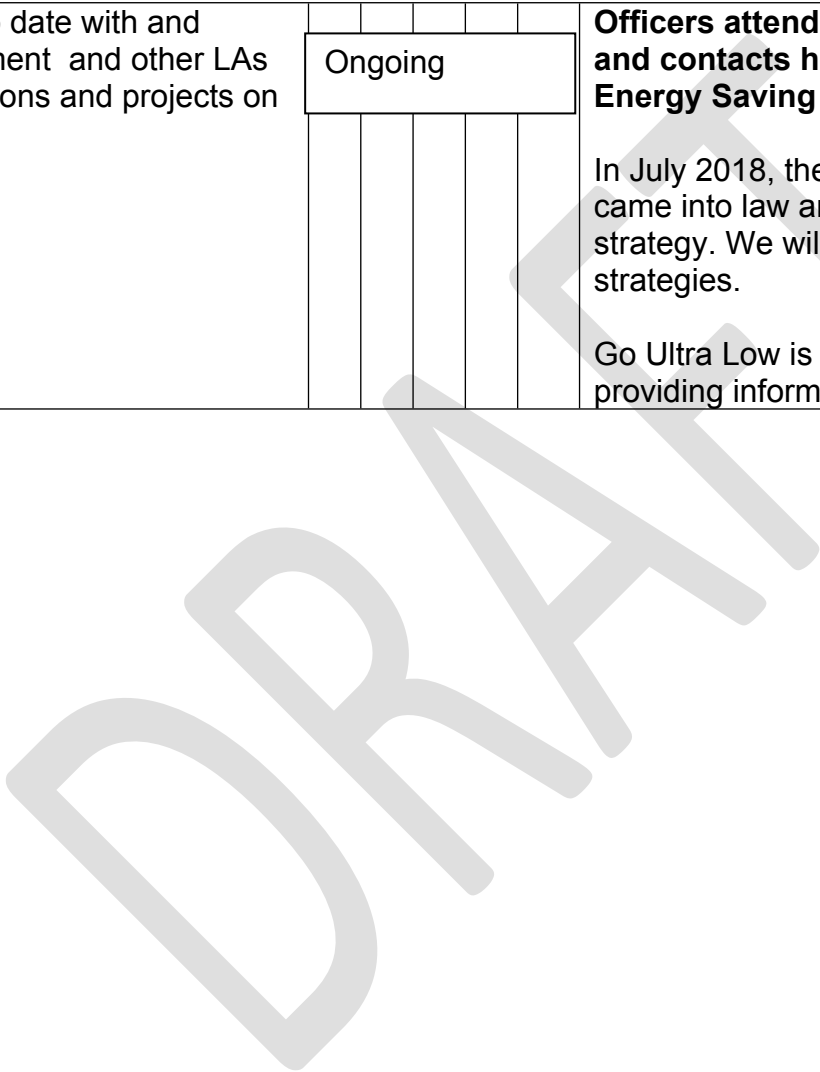 date with and
ment and other LAs
ons and projects on
Ongoing
Officers attend
and contacts h
Energy Saving
In July 2018, the
came into law a
strategy. We wil
strategies.
Go Ultra Low is
providing inform
DRAFT